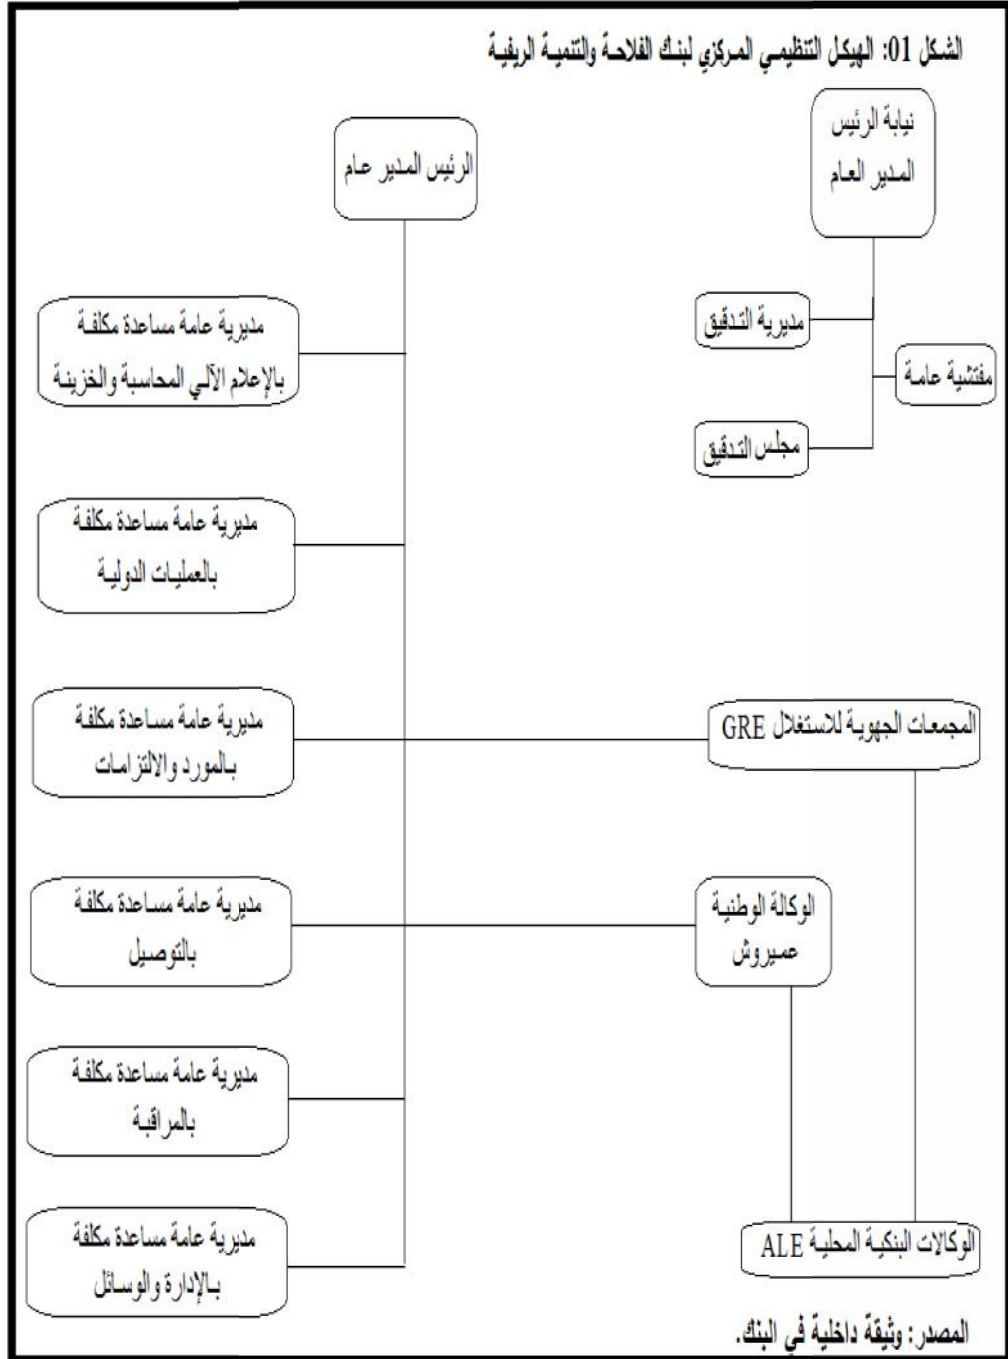 الشكل 01: الهيكل التنظيمي المركزي لبنك الفلاحة والتنمية الريفية
نيابة الرئيس
المدير العام
الرئيس المدير عام
مديرية التدقيق
مفتشية عامة
مجلس التدقيق
مديرية عامة مساعدة مكلفة
بالإعلام الآلي المحاسبة والخزينة
مديرية عامة مساعدة مكلفة
بالعمليات الدولية
المجمعات الجهوية للاستغلال GRE
مديرية عامة مساعدة مكلفة
بالمورد والالتزامات
الوكالة الوطنية
عميروش
مديرية عامة مساعدة مكلفة
بالتوصيل
مديرية عامة مساعدة مكلفة
بالمراقبة
الوكالات البنكية المحلية ALE
مديرية عامة مساعدة مكلفة
بالإدارة والوسائل
المصدر: وثيقة داخلية في البنك.